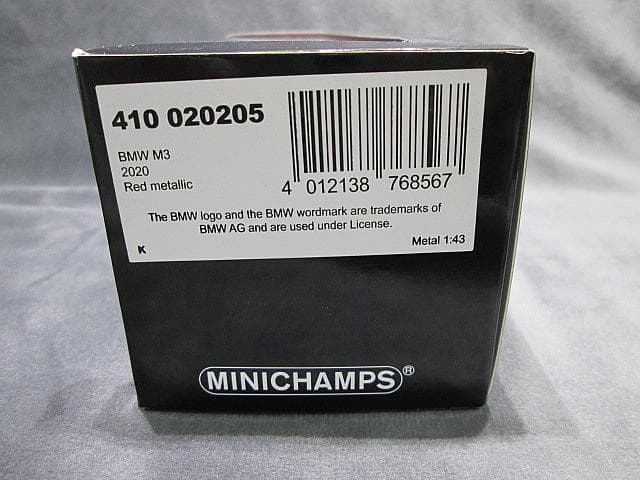 410 020205
BMW M3
2020
Red metallic
4 012138 768567
The BMW logo and the BMW wordmark are trademarks of
BMW AG and are used under License.
K
Metal 1:43
MINICHAMPS®